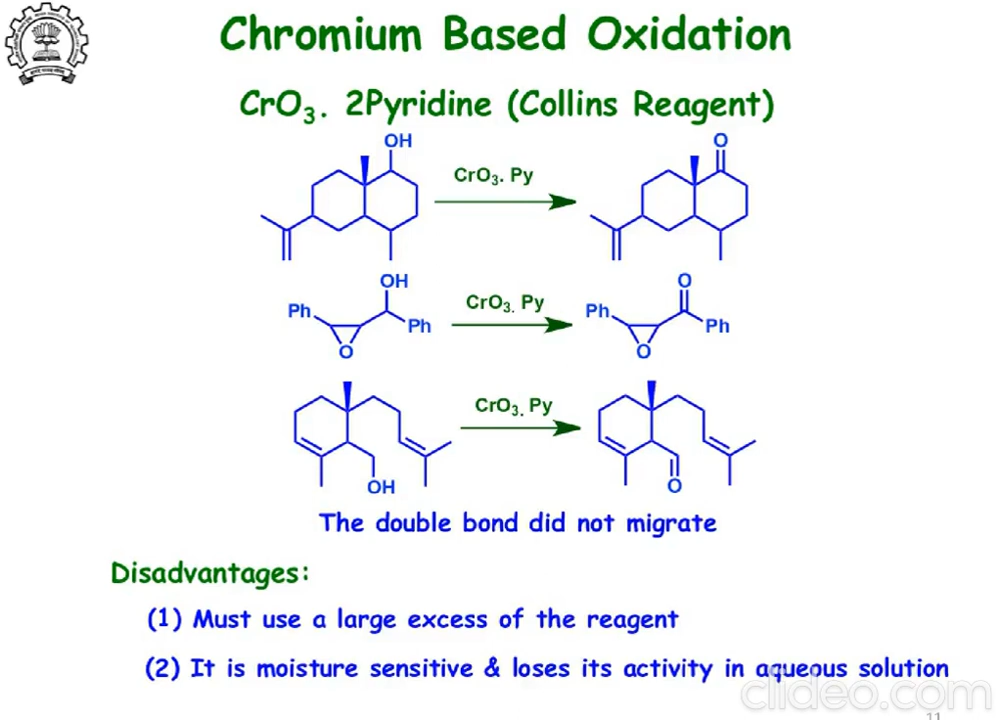 Chromium Based Oxidation
CrO₃. 2Pyridine (Collins Reagent)
OH
CrO₃. Py
O
OH
Ph
Ph
O
CrO₃. Py
O
Ph
Ph
O
OH
CrO₃. Py
O
The double bond did not migrate
Disadvantages:
(1) Must use a large excess of the reagent
(2) It is moisture sensitive & loses its activity in aqueous solution
clideo.com
11